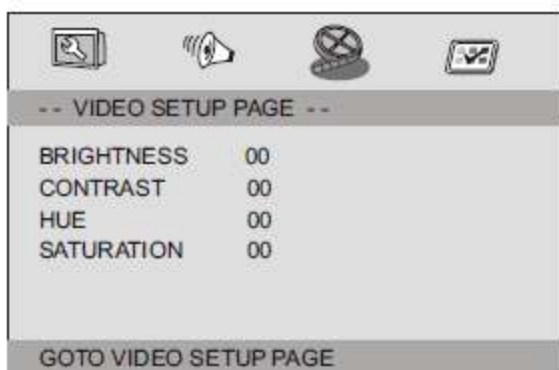 -- VIDEO SETUP PAGE --
BRIGHTNESS 00
CONTRAST 00
HUE 00
SATURATION 00
GOTO VIDEO SETUP PAGE